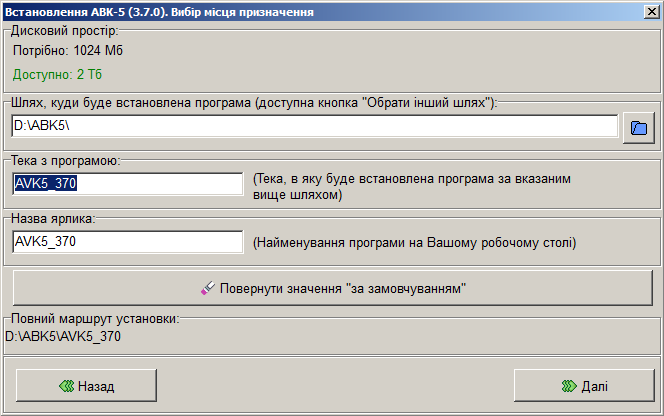 Встановлення АВК-5 (3.7.0). Вибір місця призначення
Дисковий простір:
Потрібно: 1024 Мб
Доступно: 2 Тб
Шлях, куди буде встановлена програма (доступна кнопка "Обрати інший шлях"):
D:\АВК5\
Тека з програмою:
AVK5_370
(Тека, в яку буде встановлена програма за вказаним
вище шляхом)
Назва ярлика:
AVK5_370
(Найменування програми на Вашому робочому столі)
Повернути значення "за замовчуванням"
Повний маршрут установки:
D:\АВК5\AVK5_370
Назад
Далі